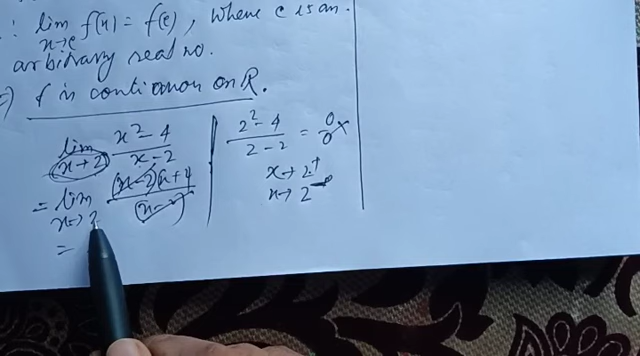 ∴ lim f(x) = f(c), where c is an
x→c
arbitrary real no.
⇒) f is continuous on R.
lim x² - 4 / x - 2
x→2
= lim (x-2)(x+4 / (x-2)
x→2
=
2² - 4 / 2 - 2 = 0/0 ×
x→2⁺
x→2⁻